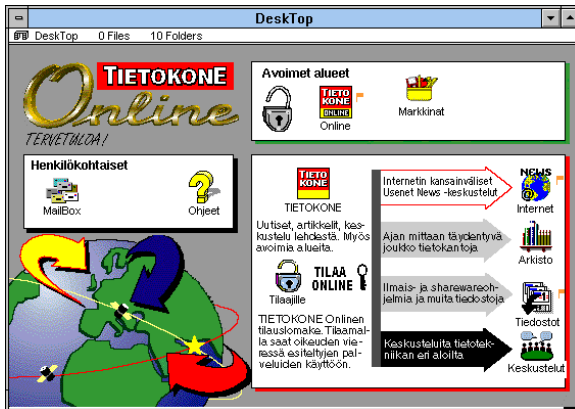 DeskTop
DeskTop 0 Files 10 Folders
TIETOKONE
Online
TERVETULOA!
Avoimet alueet
TIETO
KONE
ONLINE
Online
Markkinat
Henkilökohtaiset
MailBox
Ohjeet
TIETO
KONE
TIETOKONE
Uutiset, artikkelit, kes-
kustelu lehdestä. Myös
avoimia alueita.
TILAA
ONLINE
Tilaajille
TIETOKONE Onlinen
tilauslomake. Tilaamal-
la saat oikeuden vie-
ressä esiteltyjen pal-
veluiden käyttöön.
Internetin kansainväliset
Usenet News -keskustelut
NEWS
Internet
Ajan mittaan täydentyvä
joukko tietokantoja
Arkisto
Ilmais- ja sharewareoh-
jelmia ja muita tiedostoja
Tiedostot
Keskusteluita tietotek-
niikan eri aloilta
Keskustelut